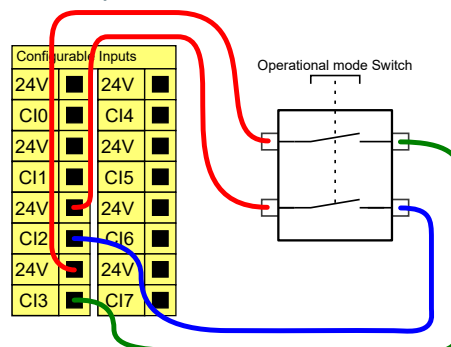 Configurable Inputs
Operational mode Switch
24V 24V
CI0 CI4
24V 24V
CI1 CI5
24V 24V
CI2 CI6
24V 24V
CI3 CI7